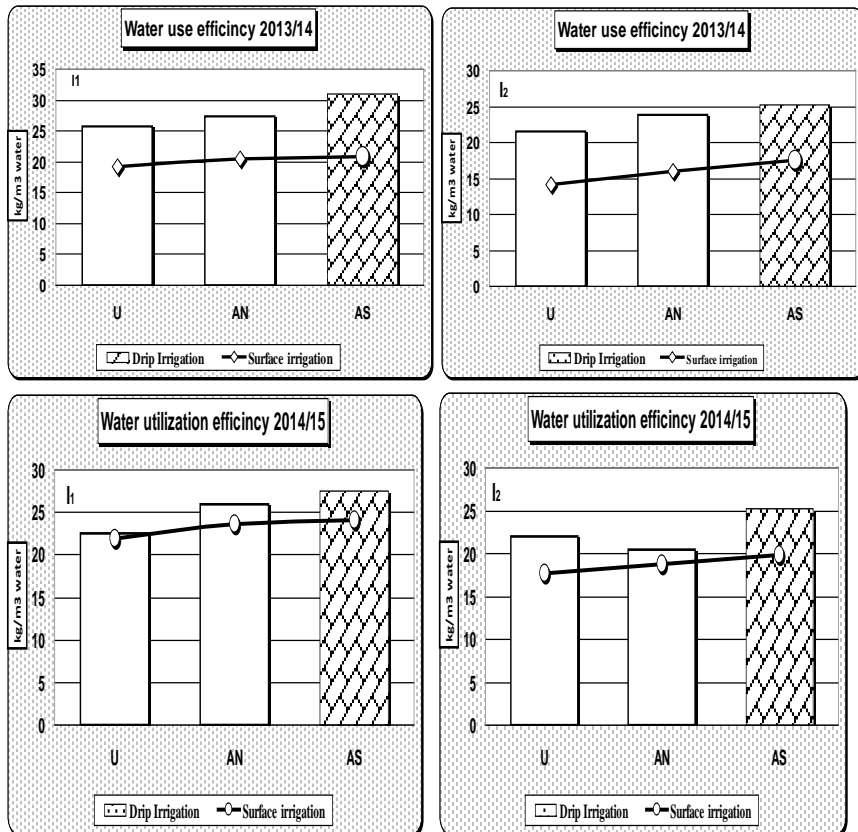 Water use efficincy 2013/14
I1
kg/m3 water
35
30
25
20
15
10
5
0
U AN AS
Drip Irrigation Surface irrigation
Water use efficincy 2013/14
I2
kg/m3 water
30
25
20
15
10
5
0
U AN AS
Drip Irrigation Surface irrigation
Water utilization efficincy 2014/15
I1
kg/m3 water
30
25
20
15
10
5
0
U AN AS
Drip Irrigation Surface irrigation
Water utilization efficincy 2014/15
I2
kg/m3 water
30
25
20
15
10
5
0
U AN AS
Drip Irrigation Surface irrigation